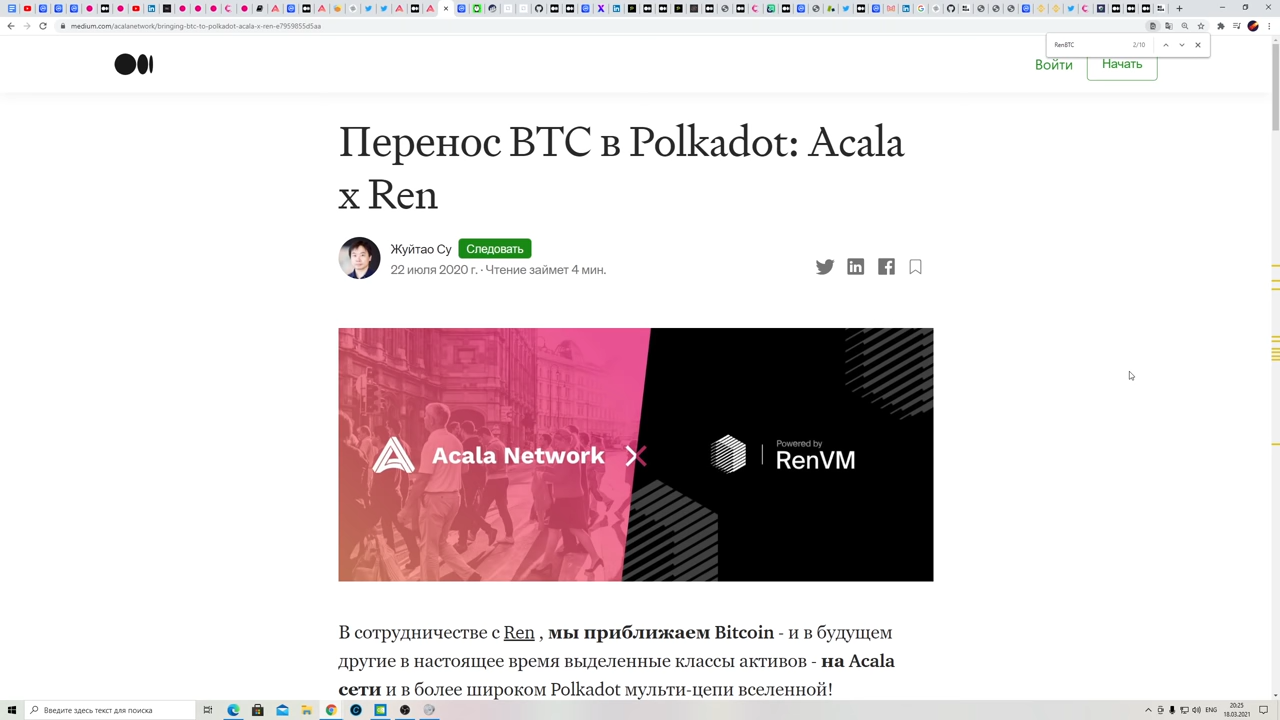 medium.com/acalanetwork/bringing-btc-to-polkadot-acala-x-ren-e7959855d5aa
RenBTC 2/10
Войти Начать
Перенос BTC в Polkadot: Acala
x Ren
Жуйтао Су Следовать
22 июля 2020 г. · Чтение займет 4 мин.
Acala Network
Powered by
RenVM
В сотрудничестве с Ren , мы приближаем Bitcoin - и в будущем
другие в настоящее время выделенные классы активов - на Acala
сети и в более широком Polkadot мульти-цепи вселенной!
Введите здесь текст для поиска
ENG
20:25
18.03.2021